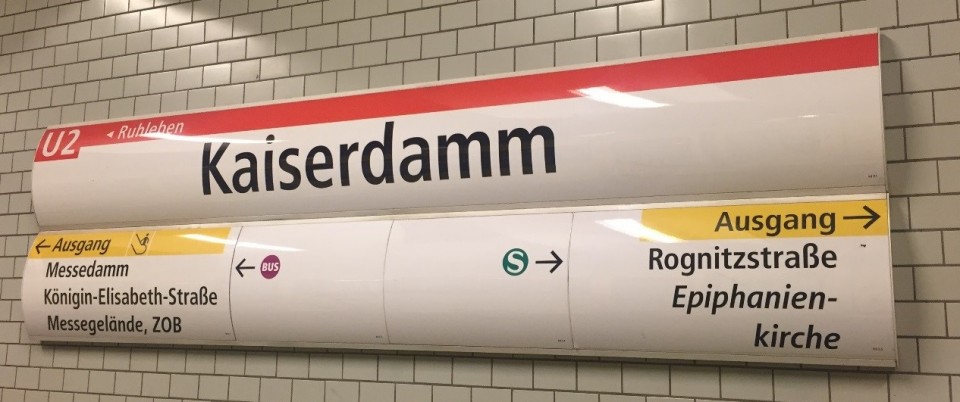 U2 Ruhleben
Kaiserdamm
← Ausgang
Messedamm
Königin-Elisabeth-Straße
Messegelände, ZOB
← BUS
S →
Ausgang →
Rognitzstraße
Epiphanien-
kirche